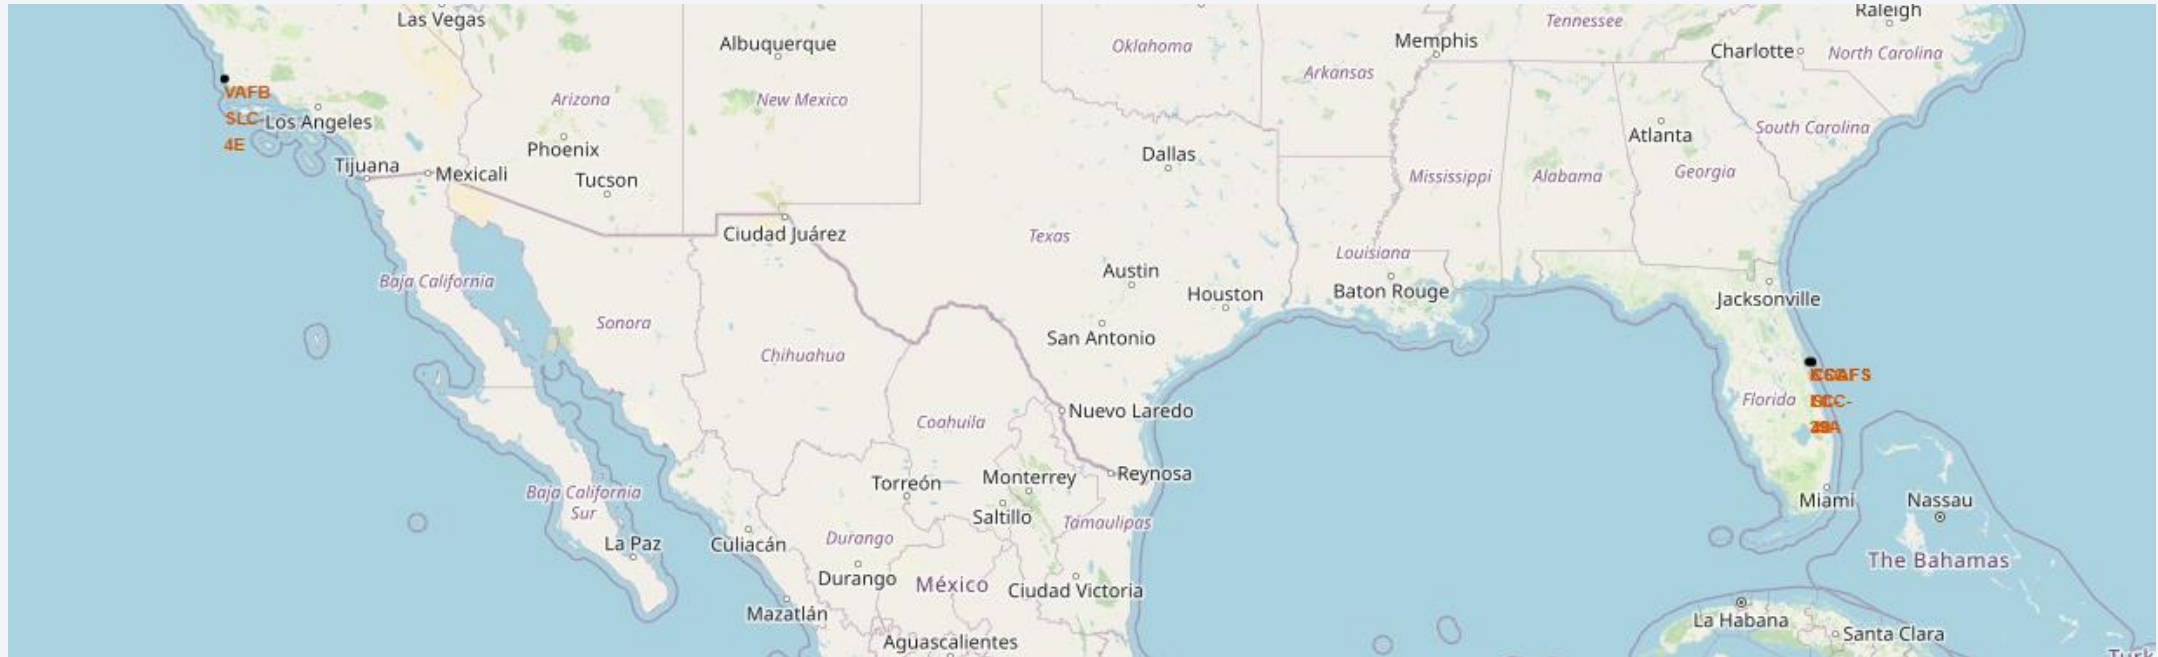 Las Vegas
Albuquerque
Oklahoma
Memphis
Tennessee
Raleigh
Charlotte
North Carolina
VAFB
SLC-
4E
Los Angeles
Arizona
New Mexico
Arkansas
Phoenix
Tucson
Dallas
Atlanta
South Carolina
Tijuana
Mexicali
Mississippi
Alabama
Georgia
Ciudad Juárez
Texas
Louisiana
Baja California
Austin
Houston
Baton Rouge
Jacksonville
Sonora
Chihuahua
San Antonio
Florida
Coahuila
Nuevo Laredo
Torreón
Monterrey
Reynosa
Baja California
Sur
Saltillo
Tamaulipas
Miami
Nassau
La Paz
Culiacán
Durango
Durango
México
Ciudad Victoria
The Bahamas
Mazatlán
La Habana
Aguascalientes
Santa Clara